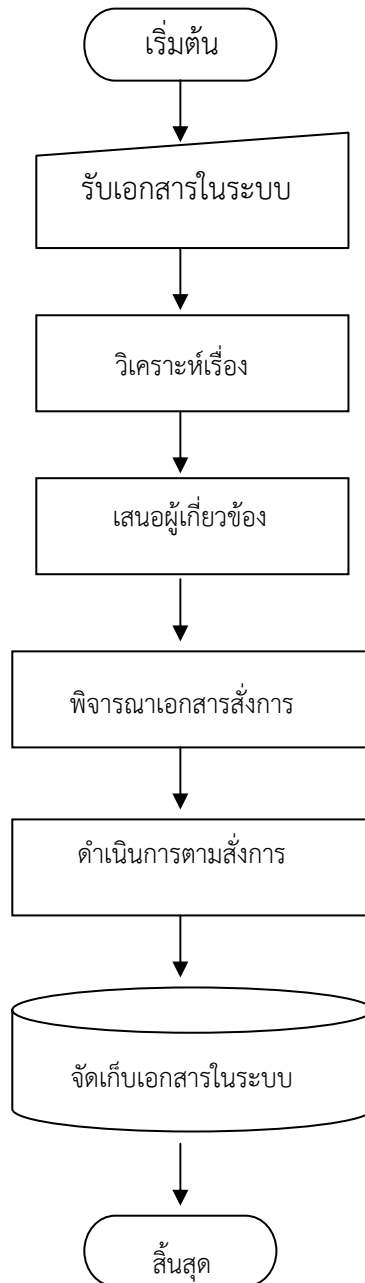 เริ่มต้น
รับเอกสารในระบบ
วิเคราะห์เรื่อง
เสนอผู้เกี่ยวข้อง
พิจารณาเอกสารสั่งการ
ดำเนินการตามสั่งการ
จัดเก็บเอกสารในระบบ
สิ้นสุด